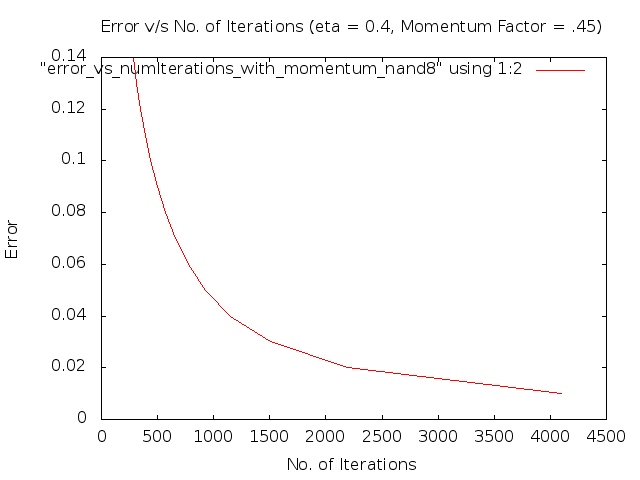 Error v/s No. of Iterations (eta = 0.4, Momentum Factor = .45)
"error_vs_numIterations_with_momentum_nand8" using 1:2
0.14
0.12
0.1
0.08
0.06
0.04
0.02
0
Error
0 500 1000 1500 2000 2500 3000 3500 4000 4500
No. of Iterations